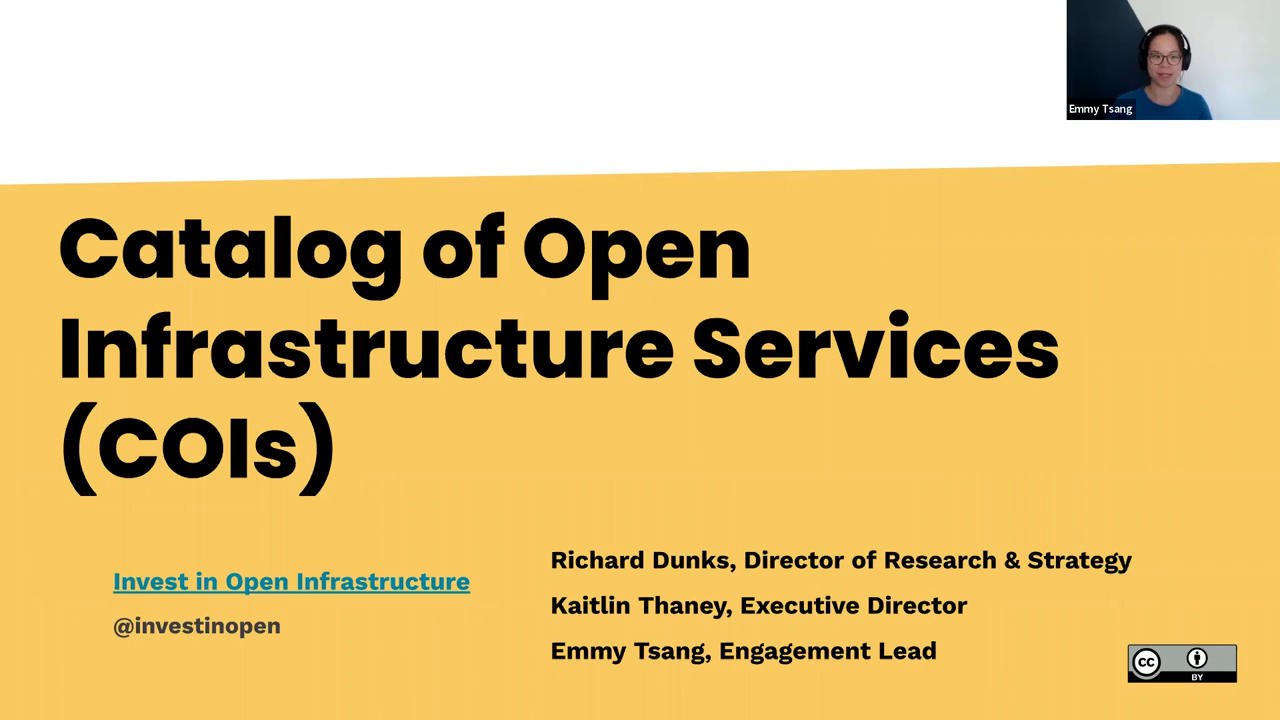 Emmy Tsang
Catalog of Open
Infrastructure Services
(COIs)
Invest in Open Infrastructure
@investinopen
Richard Dunks, Director of Research & Strategy
Kaitlin Thaney, Executive Director
Emmy Tsang, Engagement Lead
cc
BY